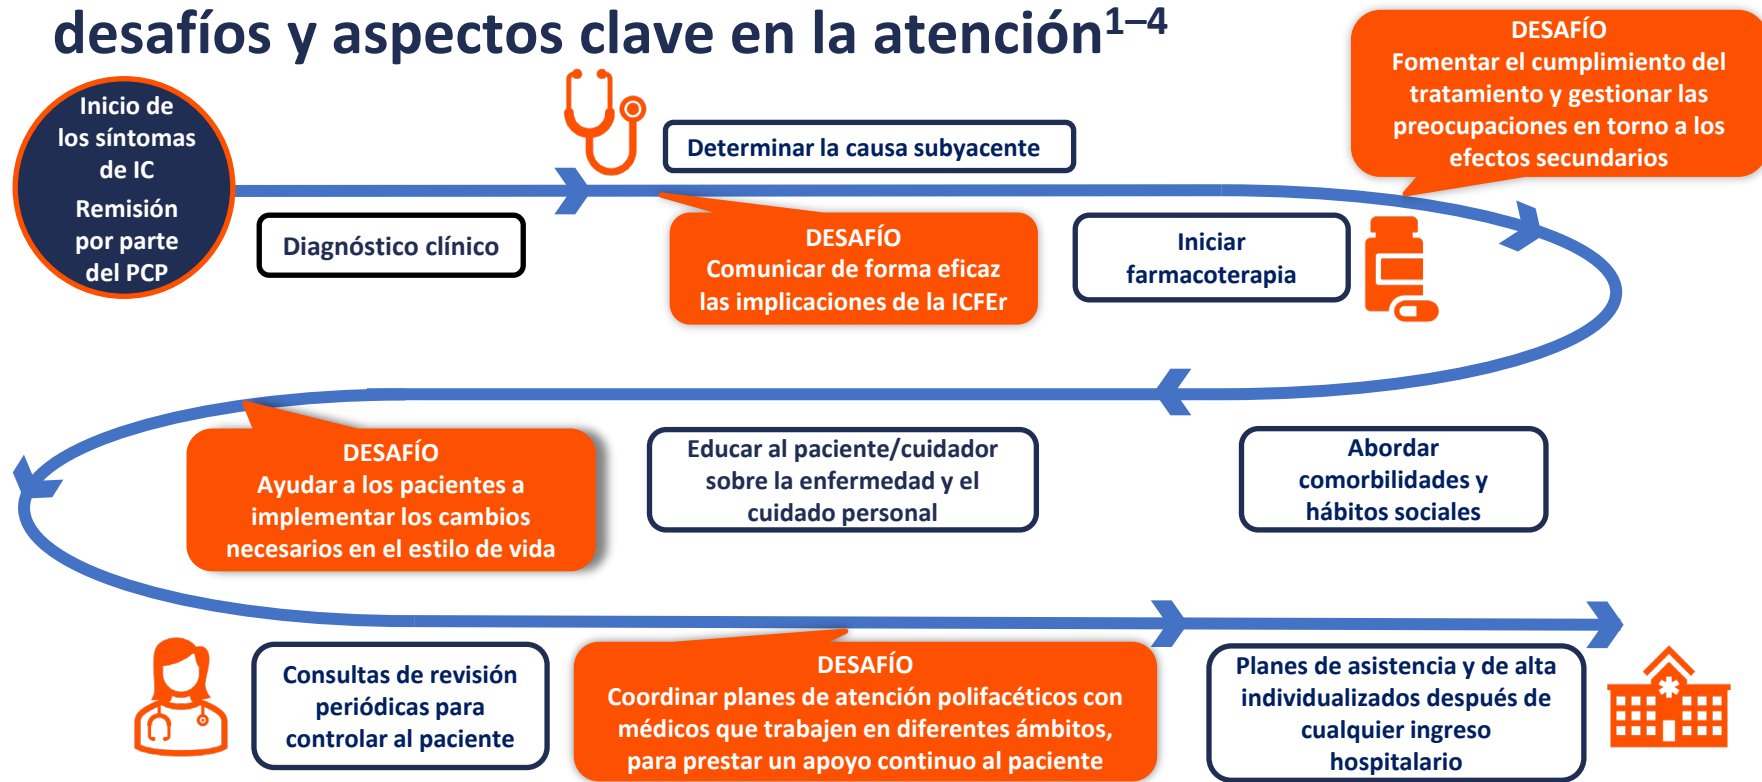 desafíos y aspectos clave en la atención¹⁻⁴
Inicio de
los síntomas
de IC
Remisión
por parte
del PCP
Diagnóstico clínico
Determinar la causa subyacente
DESAFÍO
Comunicar de forma eficaz
las implicaciones de la ICFEr
Iniciar
farmacoterapia
DESAFÍO
Fomentar el cumplimiento del
tratamiento y gestionar las
preocupaciones en torno a los
efectos secundarios
Abordar
comorbilidades y
hábitos sociales
Educar al paciente/cuidador
sobre la enfermedad y el
cuidado personal
DESAFÍO
Ayudar a los pacientes a
implementar los cambios
necesarios en el estilo de vida
Consultas de revisión
periódicas para
controlar al paciente
DESAFÍO
Coordinar planes de atención polifacéticos con
médicos que trabajen en diferentes ámbitos,
para prestar un apoyo continuo al paciente
Planes de asistencia y de alta
individualizados después de
cualquier ingreso
hospitalario